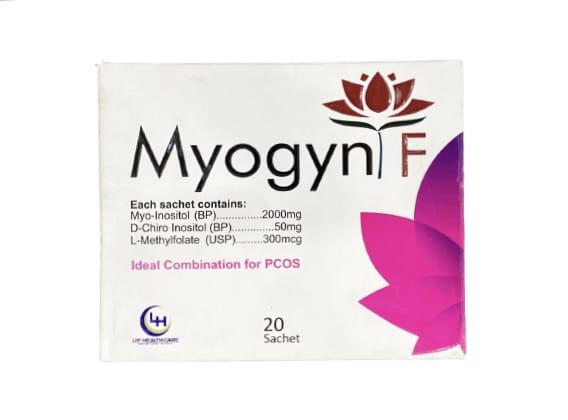 Myogyn F
Each sachet contains:
Myo-Inositol (BP)...............2000mg
D-Chiro Inositol (BP)..............50mg
L-Methylfolate (USP).........300mcg
Ideal Combination for PCOS
LH
20
Sachet